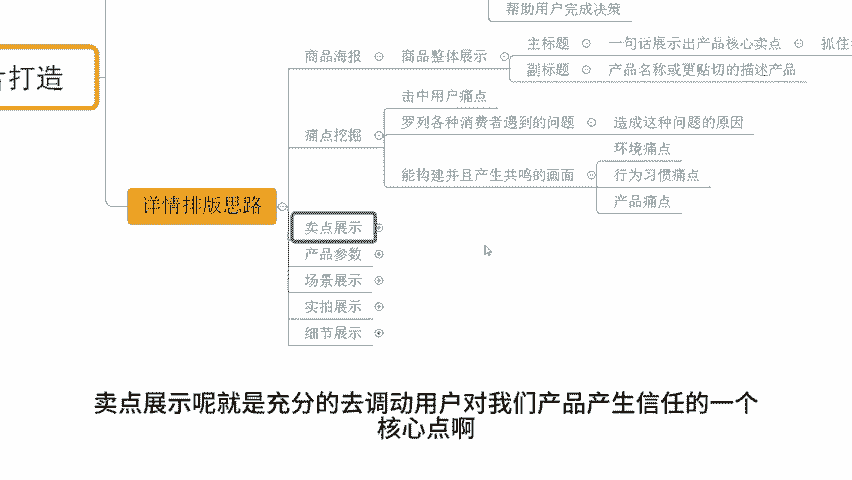 帮助用户完成决策
商品海报
商品整体展示
主标题
一句话展示出产品核心卖点
抓住
副标题
产品名称或更贴切的描述产品
打造
痛点挖掘
击中用户痛点
罗列各种消费者遇到的问题
造成这种问题的原因
能构建并且产生共鸣的画面
环境痛点
行为习惯痛点
产品痛点
详情排版思路
卖点展示
产品参数
场景展示
实拍展示
细节展示
卖点展示呢就是充分的去调动用户对我们产品产生信任的一个
核心点啊